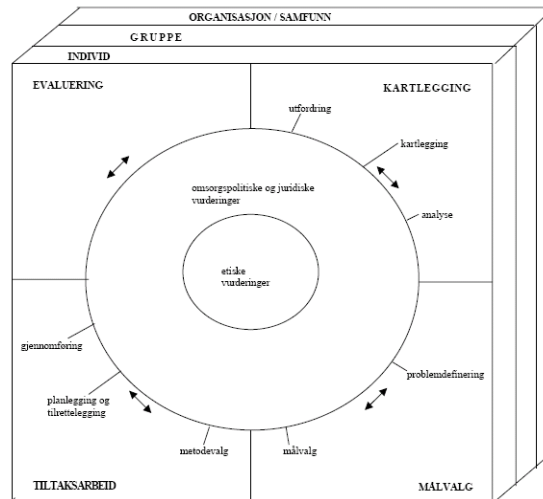 ORGANISASJON / SAMFUNN
GRUPPE
INDIVID
EVALUERING
KARTLEGGING
utfordring
kartlegging
omsorgspolitiske og juridiske
vurderinger
analyse
etiske
vurderinger
gjennomføring
problemdefinering
planlegging og
tilrettelegging
metodevalg
målvalg
TILTAKSARBEID
MÅLVALG